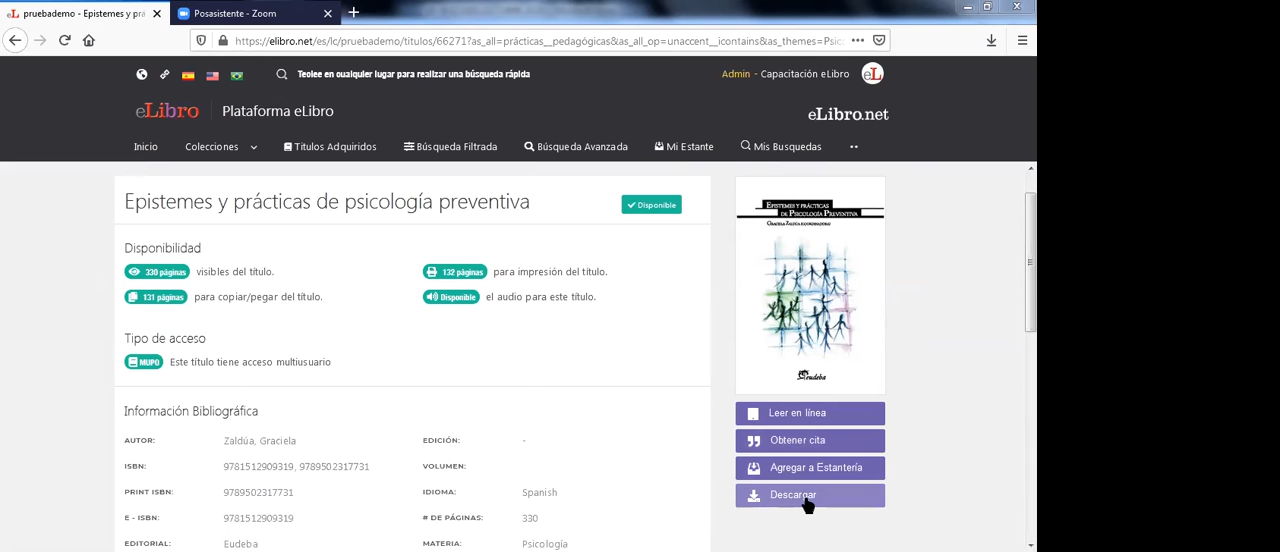 pruebademo - Epistemes y prá
Posasistente - Zoom
https://elibro.net/es/lc/pruebademo/titulos/66271?as_all=prácticas__pedagógicas&as_all_op=unaccent__icontains&as_themes=Psic
Teclee en cualquier lugar para realizar una búsqueda rápida
Admin - Capacitación eLibro
eL
eLibro
Plataforma eLibro
eLibro.net
Inicio
Colecciones
Títulos Adquiridos
Búsqueda Filtrada
Búsqueda Avanzada
Mi Estante
Mis Busquedas
Epistemes y prácticas de psicología preventiva
Disponible
Disponibilidad
330 páginas visibles del título.
132 páginas para impresión del título.
131 páginas para copiar/pegar del título.
Disponible el audio para este título.
Tipo de acceso
MUPO Este título tiene acceso multiusuario
Información Bibliográfica
AUTOR: Zaldúa, Graciela
EDICIÓN: -
ISBN: 9781512909319, 9789502317731
VOLUMEN:
PRINT ISBN: 9789502317731
IDIOMA: Spanish
E - ISBN: 9781512909319
# DE PÁGINAS: 330
EDITORIAL: Eudeba
MATERIA: Psicología
Epistemes y prácticas
de Psicología Preventiva
Graciela Zaldúa (coordinadora)
Eudeba
Leer en línea
Obtener cita
Agregar a Estantería
Descargar